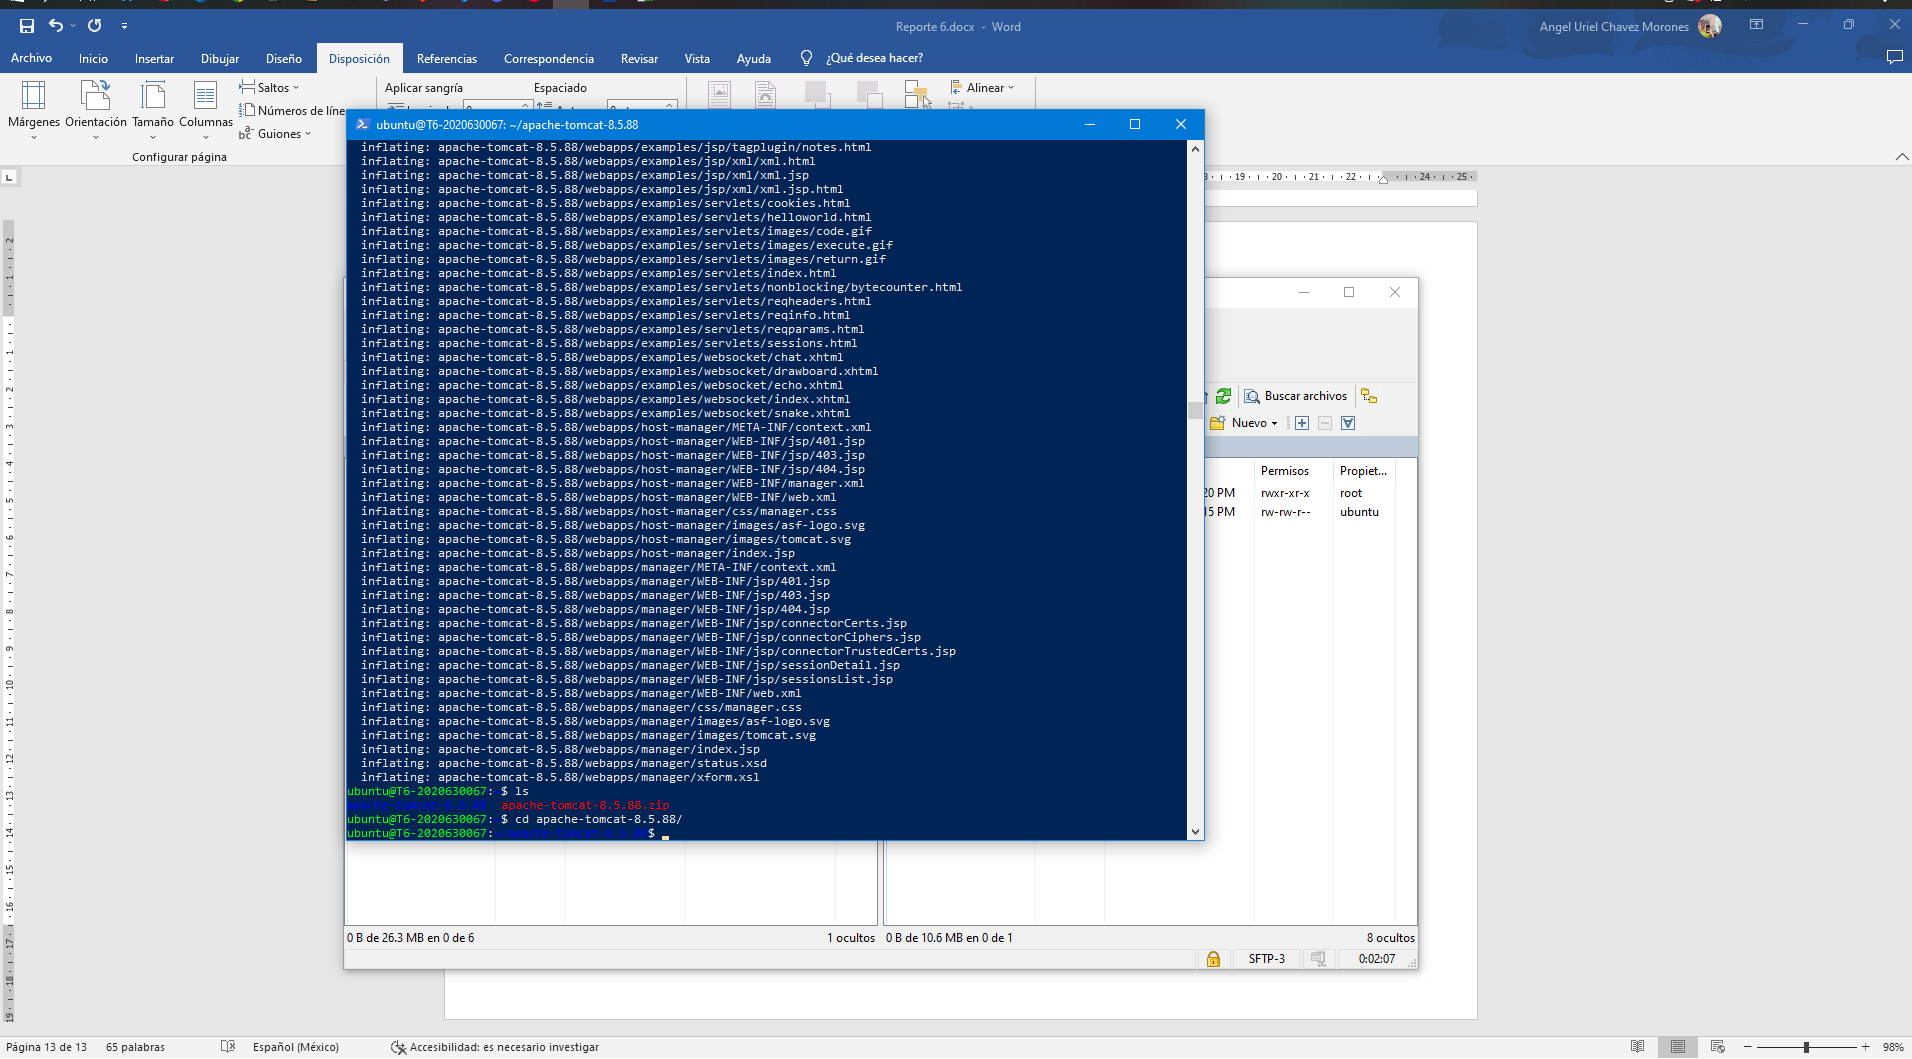 Reporte 6.docx - Word
Angel Uriel Chavez Morones
Archivo
Inicio
Insertar
Dibujar
Diseño
Disposición
Referencias
Correspondencia
Revisar
Vista
Ayuda
¿Qué desea hacer?
Márgenes
Orientación
Tamaño
Columnas
Saltos
Números de líne
Guiones
Configurar página
Aplicar sangría
Espaciado
Alinear
ubuntu@T6-2020630067: ~/apache-tomcat-8.5.88
inflating: apache-tomcat-8.5.88/webapps/examples/jsp/tagplugin/notes.html
inflating: apache-tomcat-8.5.88/webapps/examples/jsp/xml/xml.html
inflating: apache-tomcat-8.5.88/webapps/examples/jsp/xml/xml.jsp
inflating: apache-tomcat-8.5.88/webapps/examples/jsp/xml/xml.jsp.html
inflating: apache-tomcat-8.5.88/webapps/examples/servlets/cookies.html
inflating: apache-tomcat-8.5.88/webapps/examples/servlets/helloworld.html
inflating: apache-tomcat-8.5.88/webapps/examples/servlets/images/code.gif
inflating: apache-tomcat-8.5.88/webapps/examples/servlets/images/execute.gif
inflating: apache-tomcat-8.5.88/webapps/examples/servlets/images/return.gif
inflating: apache-tomcat-8.5.88/webapps/examples/servlets/index.html
inflating: apache-tomcat-8.5.88/webapps/examples/servlets/nonblocking/bytecounter.html
inflating: apache-tomcat-8.5.88/webapps/examples/servlets/reqheaders.html
inflating: apache-tomcat-8.5.88/webapps/examples/servlets/reqinfo.html
inflating: apache-tomcat-8.5.88/webapps/examples/servlets/reqparams.html
inflating: apache-tomcat-8.5.88/webapps/examples/servlets/sessions.html
inflating: apache-tomcat-8.5.88/webapps/examples/websocket/chat.xhtml
inflating: apache-tomcat-8.5.88/webapps/examples/websocket/drawboard.xhtml
inflating: apache-tomcat-8.5.88/webapps/examples/websocket/echo.xhtml
inflating: apache-tomcat-8.5.88/webapps/examples/websocket/index.xhtml
inflating: apache-tomcat-8.5.88/webapps/examples/websocket/snake.xhtml
inflating: apache-tomcat-8.5.88/webapps/host-manager/META-INF/context.xml
inflating: apache-tomcat-8.5.88/webapps/host-manager/WEB-INF/jsp/401.jsp
inflating: apache-tomcat-8.5.88/webapps/host-manager/WEB-INF/jsp/403.jsp
inflating: apache-tomcat-8.5.88/webapps/host-manager/WEB-INF/jsp/404.jsp
inflating: apache-tomcat-8.5.88/webapps/host-manager/WEB-INF/manager.xml
inflating: apache-tomcat-8.5.88/webapps/host-manager/WEB-INF/web.xml
inflating: apache-tomcat-8.5.88/webapps/host-manager/css/manager.css
inflating: apache-tomcat-8.5.88/webapps/host-manager/images/asf-logo.svg
inflating: apache-tomcat-8.5.88/webapps/host-manager/images/tomcat.svg
inflating: apache-tomcat-8.5.88/webapps/host-manager/index.jsp
inflating: apache-tomcat-8.5.88/webapps/manager/META-INF/context.xml
inflating: apache-tomcat-8.5.88/webapps/manager/WEB-INF/jsp/401.jsp
inflating: apache-tomcat-8.5.88/webapps/manager/WEB-INF/jsp/403.jsp
inflating: apache-tomcat-8.5.88/webapps/manager/WEB-INF/jsp/404.jsp
inflating: apache-tomcat-8.5.88/webapps/manager/WEB-INF/jsp/connectorCerts.jsp
inflating: apache-tomcat-8.5.88/webapps/manager/WEB-INF/jsp/connectorCiphers.jsp
inflating: apache-tomcat-8.5.88/webapps/manager/WEB-INF/jsp/connectorTrustedCerts.jsp
inflating: apache-tomcat-8.5.88/webapps/manager/WEB-INF/jsp/sessionDetail.jsp
inflating: apache-tomcat-8.5.88/webapps/manager/WEB-INF/jsp/sessionsList.jsp
inflating: apache-tomcat-8.5.88/webapps/manager/WEB-INF/web.xml
inflating: apache-tomcat-8.5.88/webapps/manager/css/manager.css
inflating: apache-tomcat-8.5.88/webapps/manager/images/asf-logo.svg
inflating: apache-tomcat-8.5.88/webapps/manager/images/tomcat.svg
inflating: apache-tomcat-8.5.88/webapps/manager/index.jsp
inflating: apache-tomcat-8.5.88/webapps/manager/status.xsd
inflating: apache-tomcat-8.5.88/webapps/manager/xform.xsl
ubuntu@T6-2020630067:~$ ls
apache-tomcat-8.5.88 apache-tomcat-8.5.88.zip
ubuntu@T6-2020630067:~$ cd apache-tomcat-8.5.88/
ubuntu@T6-2020630067:~/apache-tomcat-8.5.88$
19 20 21 22 24 25
Buscar archivos
Nuevo
Permisos Propiet...
20 PM rwxr-xr-x root
15 PM rw-rw-r-- ubuntu
0 B de 26.3 MB en 0 de 6
1 ocultos
0 B de 10.6 MB en 0 de 1
8 ocultos
SFTP-3
0:02:07
Página 13 de 13
65 palabras
Español (México)
Accesibilidad: es necesario investigar
98%